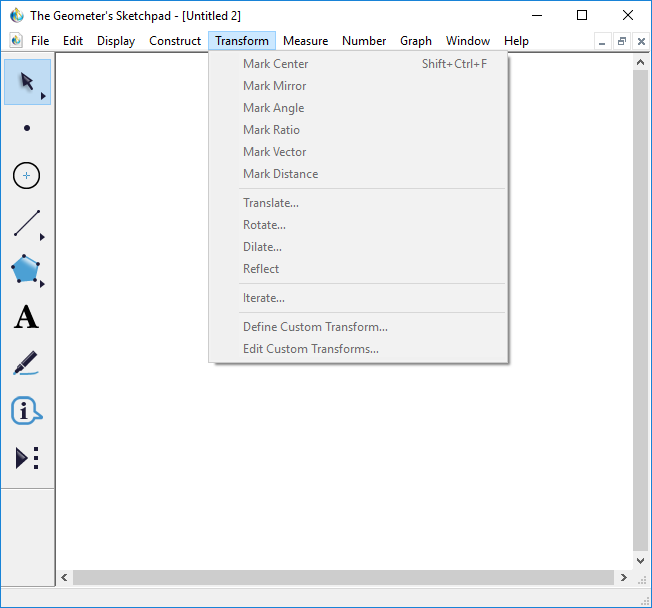 The Geometer's Sketchpad - [Untitled 2]
File Edit Display Construct Transform Measure Number Graph Window Help
Mark Center Shift+Ctrl+F
Mark Mirror
Mark Angle
Mark Ratio
Mark Vector
Mark Distance
Translate...
Rotate...
Dilate...
Reflect
Iterate...
Define Custom Transform...
Edit Custom Transforms...
A
i